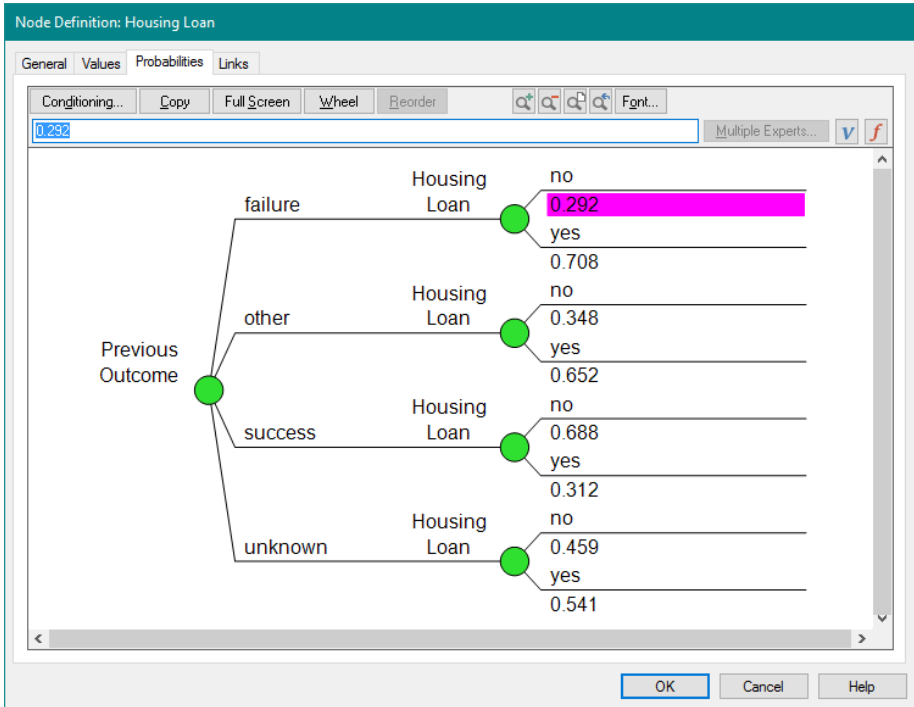 Node Definition: Housing Loan
General Values Probabilities Links
Conditioning... Copy Full Screen Wheel Reorder Font...
0.292 Multiple Experts... V f
Housing no
failure Loan 0.292
yes
0.708
Housing no
other Loan 0.348
Previous yes
Outcome 0.652
Housing no
success Loan 0.688
yes
0.312
Housing no
unknown Loan 0.459
yes
0.541
OK Cancel Help